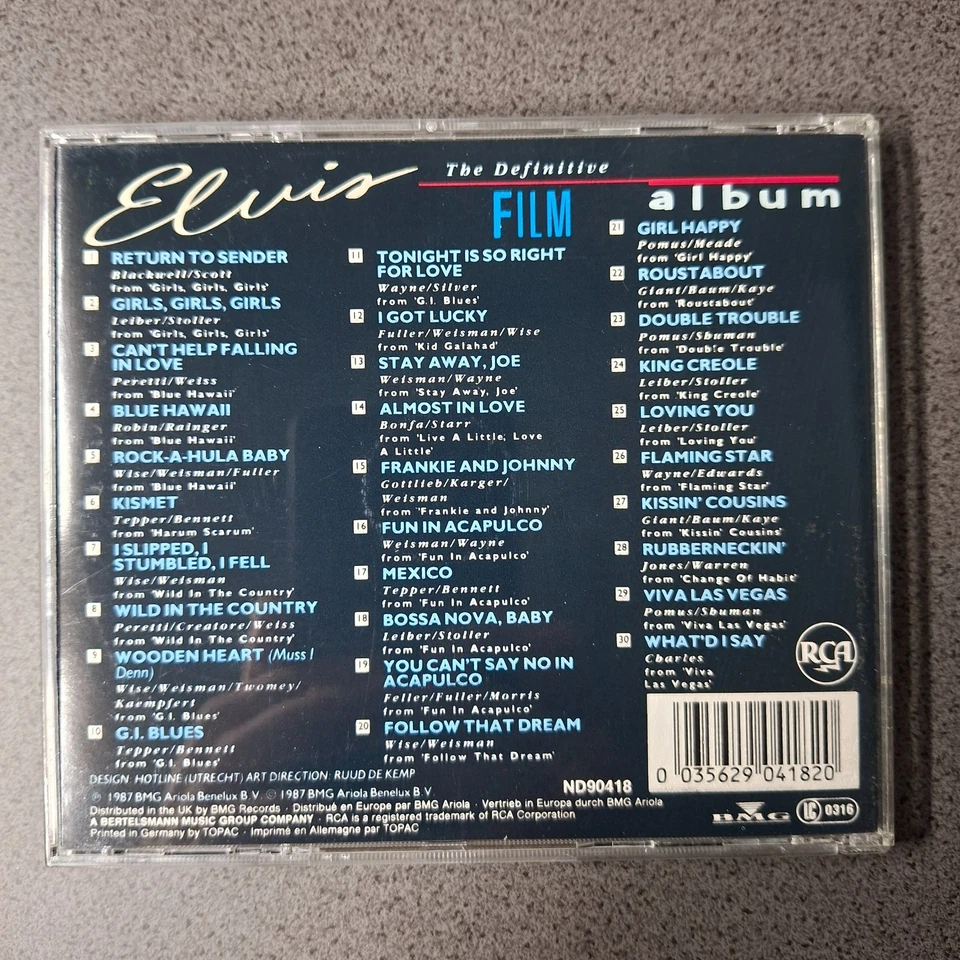 Elvis The Definitive
FILM
album
1 RETURN TO SENDER
Blackwell/Scott
from 'Girls, Girls, Girls'
2 GIRLS, GIRLS, GIRLS
Leiber/Stoller
from 'Girls, Girls, Girls'
3 CAN'T HELP FALLING
IN LOVE
Peretti/Weiss
from 'Blue Hawaii'
4 BLUE HAWAII
Robin/Rainger
from 'Blue Hawaii'
5 ROCK-A-HULA BABY
Wise/Weisman/Fuller
from 'Blue Hawaii'
6 KISMET
Tepper/Bennett
from 'Harum Scarum'
7 I SLIPPED, I
STUMBLED, I FELL
Wise/Weisman
from 'Wild In The Country'
8 WILD IN THE COUNTRY
Peretti/Creatore/Weiss
from 'Wild In The Country'
9 WOODEN HEART (Muss I
Denn)
Wise/Weisman/Twomey/
Kaempfert
from 'G.I. Blues'
10 G.I. BLUES
Tepper/Bennett
from 'G.I. Blues'
11 TONIGHT IS SO RIGHT
FOR LOVE
Wayne/Silver
from 'G.I. Blues'
12 I GOT LUCKY
Fuller/Weisman/Wise
from 'Kid Galahad'
13 STAY AWAY, JOE
Weisman/Wayne
from 'Stay Away, Joe'
14 ALMOST IN LOVE
Bonfa/Starr
from 'Live A Little, Love
A Little'
15 FRANKIE AND JOHNNY
Gottlieb/Karger/
Weisman
from 'Frankie and Johnny'
16 FUN IN ACAPULCO
Weisman/Wayne
from 'Fun In Acapulco'
17 MEXICO
Tepper/Bennett
from 'Fun In Acapulco'
18 BOSSA NOVA, BABY
Leiber/Stoller
from 'Fun In Acapulco'
19 YOU CAN'T SAY NO IN
ACAPULCO
Feller/Fuller/Morris
from 'Fun In Acapulco'
20 FOLLOW THAT DREAM
Wise/Weisman
from 'Follow That Dream'
21 GIRL HAPPY
Pomus/Meade
from 'Girl Happy'
22 ROUSTABOUT
Giant/Baum/Kaye
from 'Roustabout'
23 DOUBLE TROUBLE
Pomus/Shuman
from 'Double Trouble'
24 KING CREOLE
Leiber/Stoller
from 'King Creole'
25 LOVING YOU
Leiber/Stoller
from 'Loving You'
26 FLAMING STAR
Wayne/Edwards
from 'Flaming Star'
27 KISSIN' COUSINS
Giant/Baum/Kaye
from 'Kissin' Cousins'
28 RUBBERNECKIN'
Jones/Warren
from 'Change Of Habit'
29 VIVA LAS VEGAS
Pomus/Shuman
from 'Viva Las Vegas'
30 WHAT'D I SAY
Charles
from 'Viva
Las Vegas'
RCA
0 035629 041820
DESIGN: HOTLINE (UTRECHT) ART DIRECTION: RUUD DE KEMP
℗ 1987 BMG Ariola Benelux B.V. © 1987 BMG Ariola Benelux B.V.
ND90418
Distributed in the UK by BMG Records · Distribué en Europe par BMG Ariola · Vertrieb in Europa durch BMG Ariola
A BERTELSMANN MUSIC GROUP COMPANY · RCA is a registered trademark of RCA Corporation
Printed in Germany by TOPAC · Imprimé en Allemagne par TOPAC
BMG
LC 0316